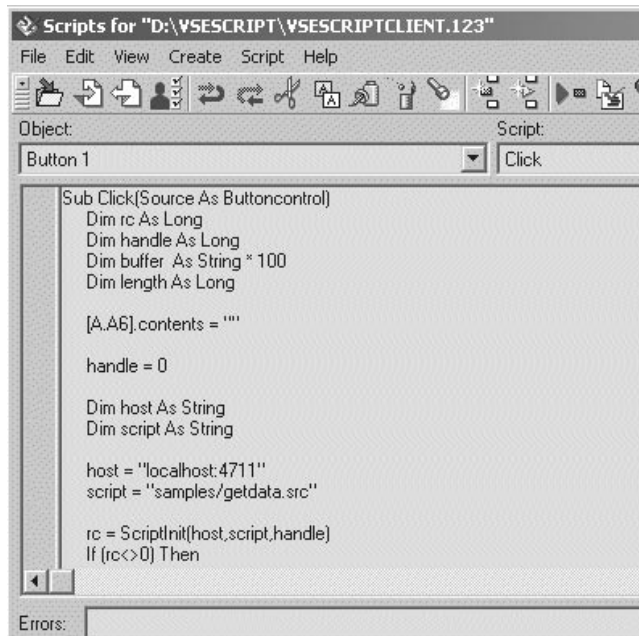 Scripts for "D:\VSESCRIPT\VSESCRIPTCLIENT.123"
File Edit View Create Script Help
Object: Script:
Button 1 Click
Sub Click(Source As Buttoncontrol)
Dim rc As Long
Dim handle As Long
Dim buffer As String * 100
Dim length As Long
[A.A6].contents = ""
handle = 0
Dim host As String
Dim script As String
host = "localhost:4711"
script = "samples/getdata.src"
rc = ScriptInit(host,script,handle)
If (rc<>0) Then
Errors: